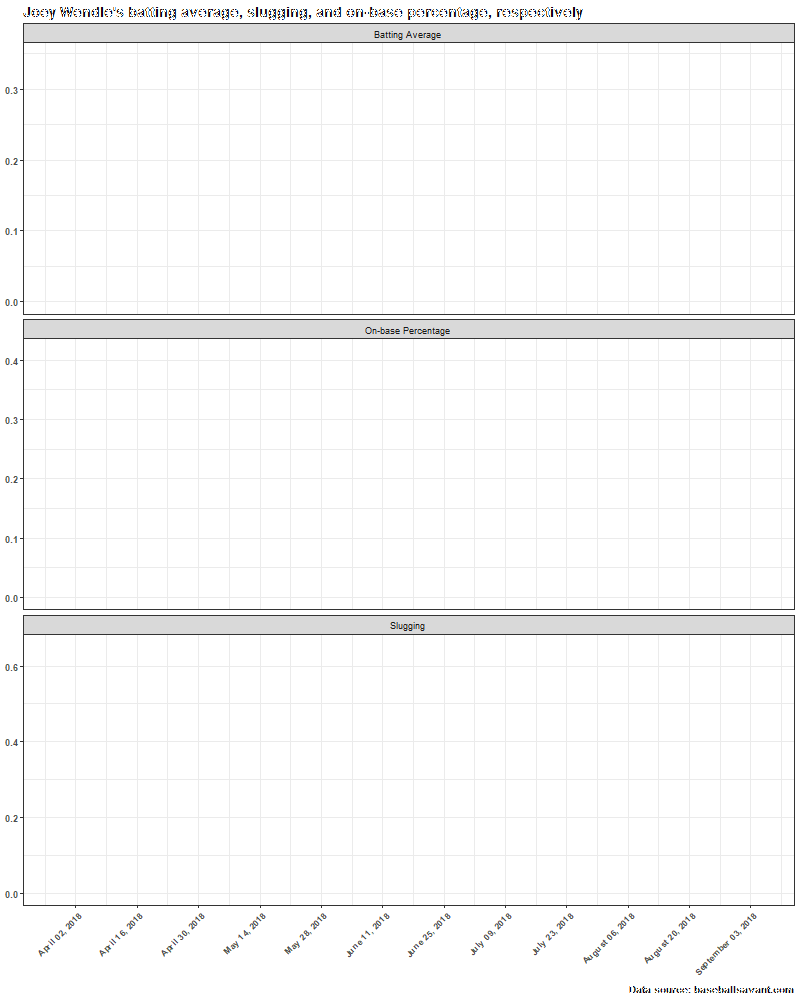 Joey Wendle's batting average, slugging, and on-base percentage, respectively
Batting Average
0.3
0.2
0.1
0.0
On-base Percentage
0.4
0.3
0.2
0.1
0.0
Slugging
0.6
0.4
0.2
0.0
April 02, 2018
April 16, 2018
April 30, 2018
May 14, 2018
May 28, 2018
June 11, 2018
June 25, 2018
July 09, 2018
July 23, 2018
August 06, 2018
August 20, 2018
September 03, 2018
Data source: baseballsavant.com